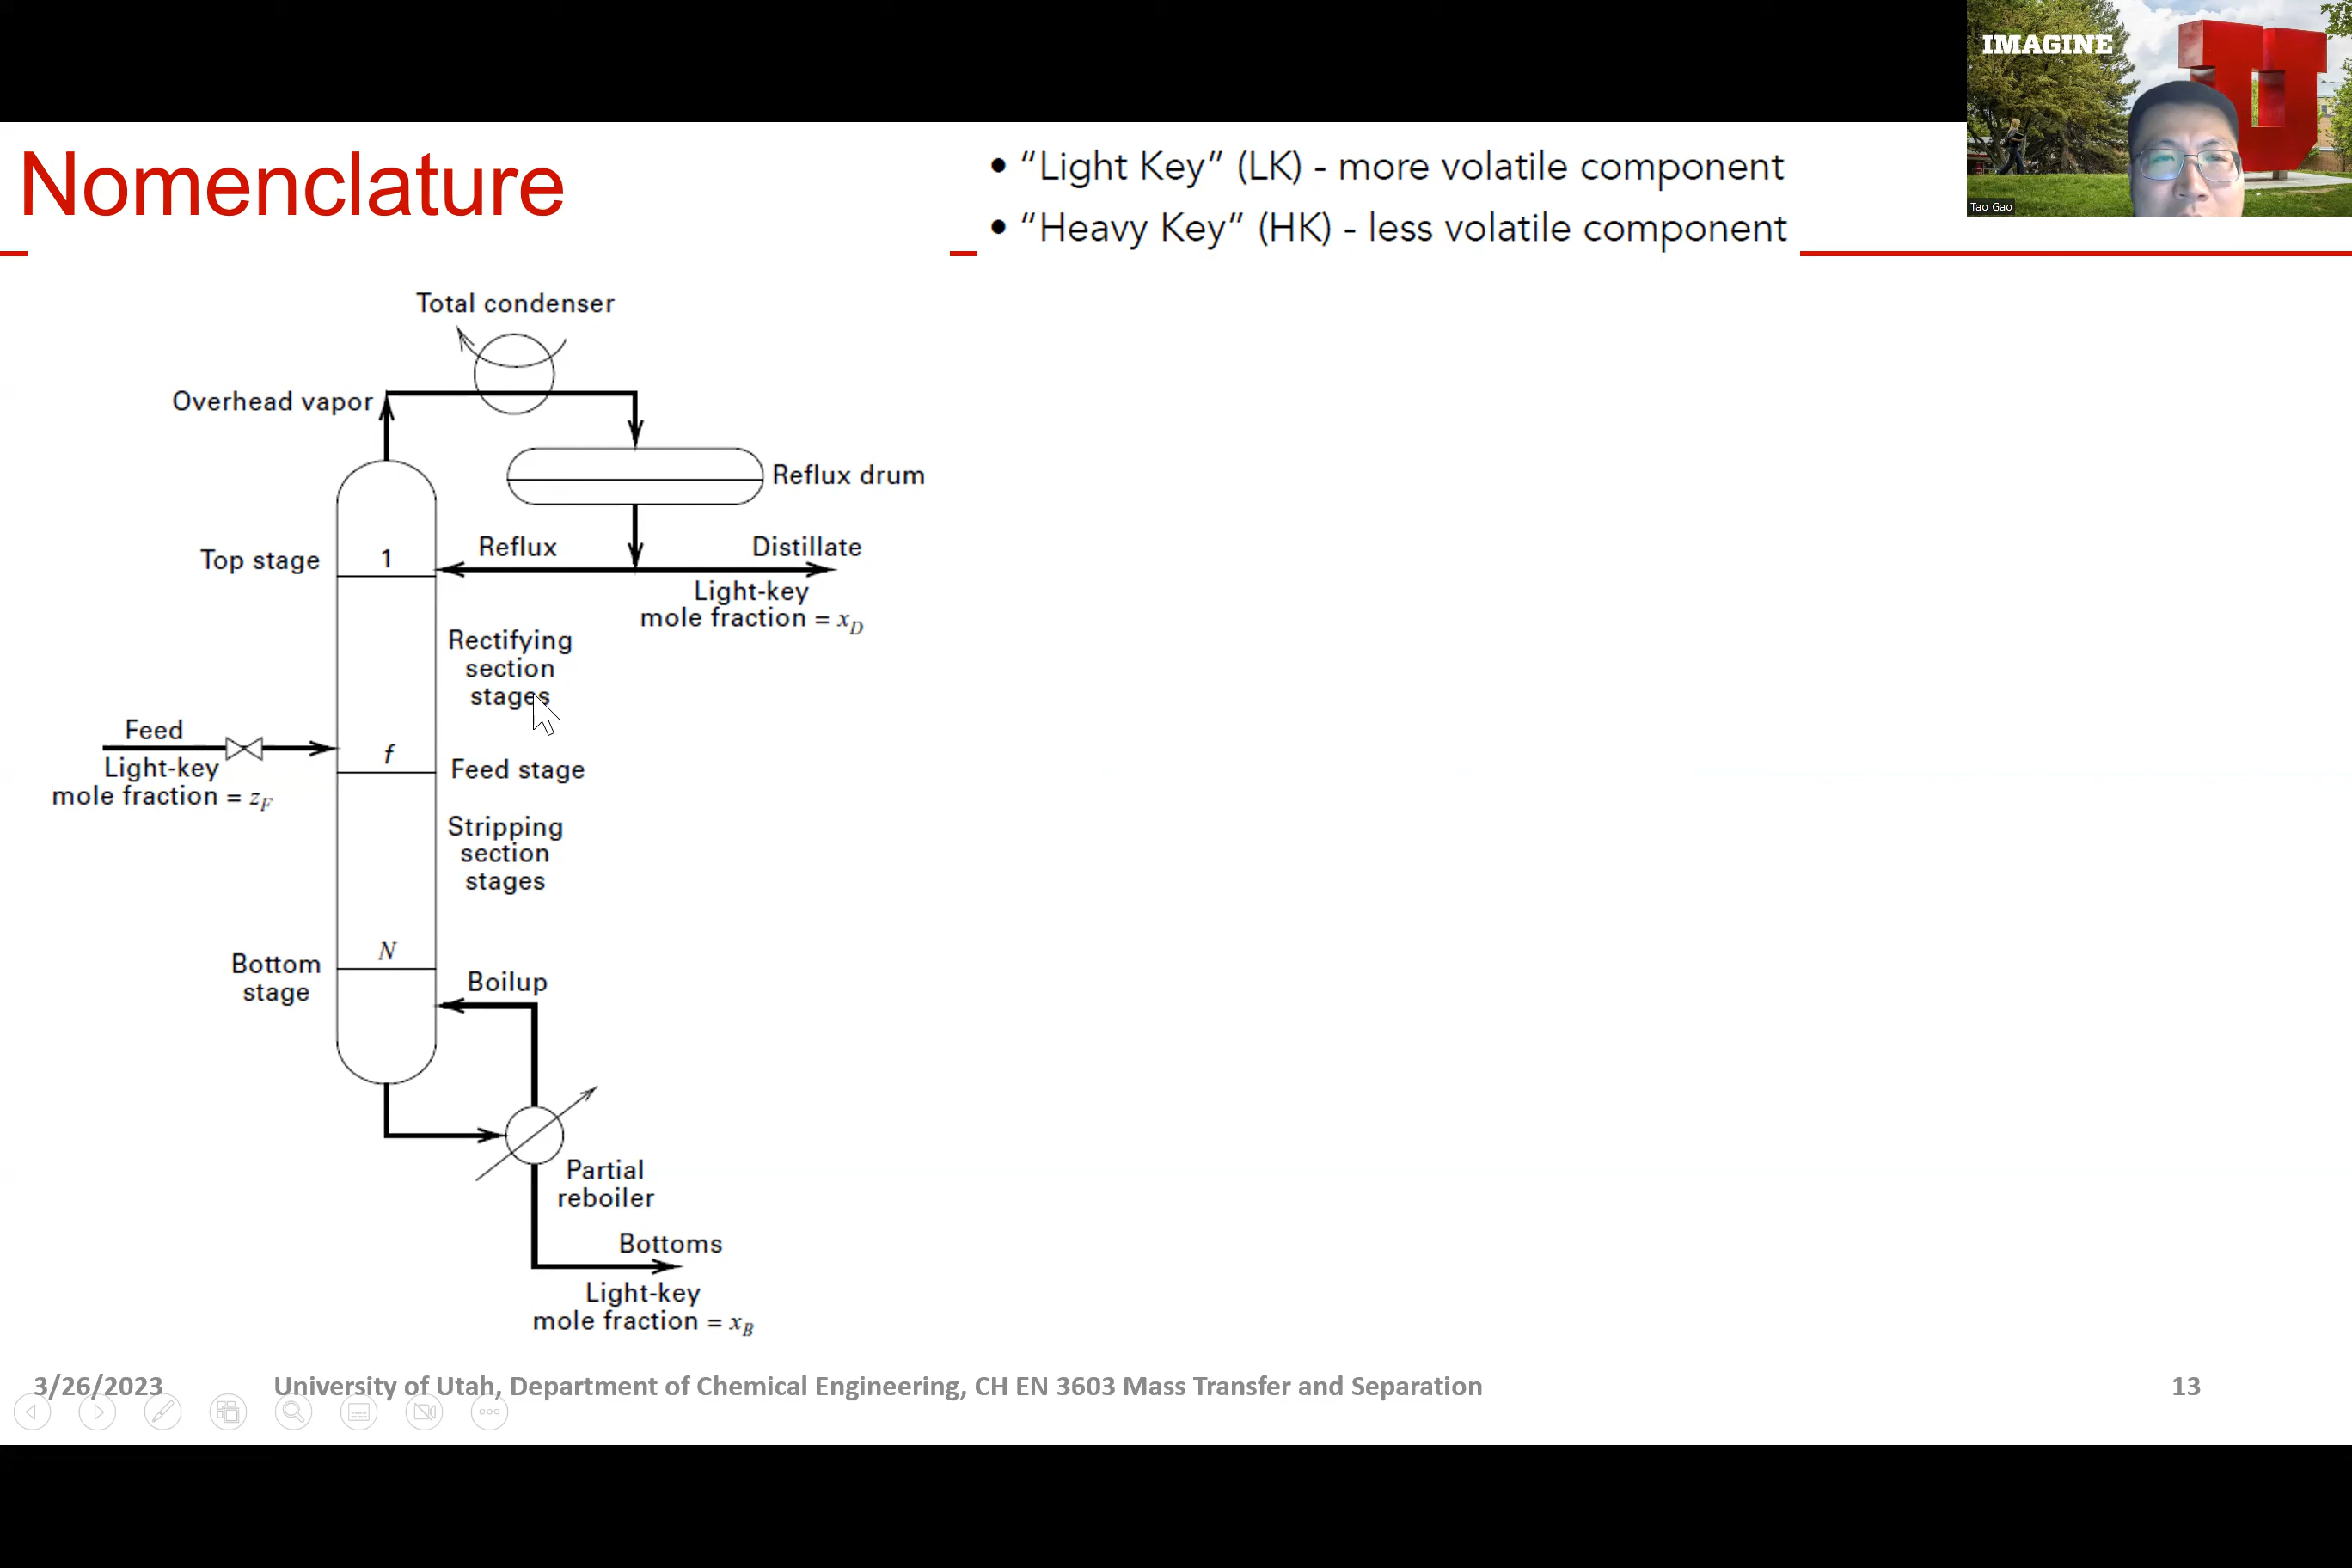 IMAGINE
U
Tao Gao
Nomenclature
• “Light Key” (LK) - more volatile component
• “Heavy Key” (HK) - less volatile component
Total condenser
Overhead vapor
Reflux drum
Reflux
Distillate
Top stage
1
Light-key
mole fraction = x_D
Rectifying
section
stages
Feed
f
Feed stage
Light-key
mole fraction = z_F
Stripping
section
stages
N
Bottom
stage
Boilup
Partial
reboiler
Bottoms
Light-key
mole fraction = x_B
3/26/2023
University of Utah, Department of Chemical Engineering, CH EN 3603 Mass Transfer and Separation
13